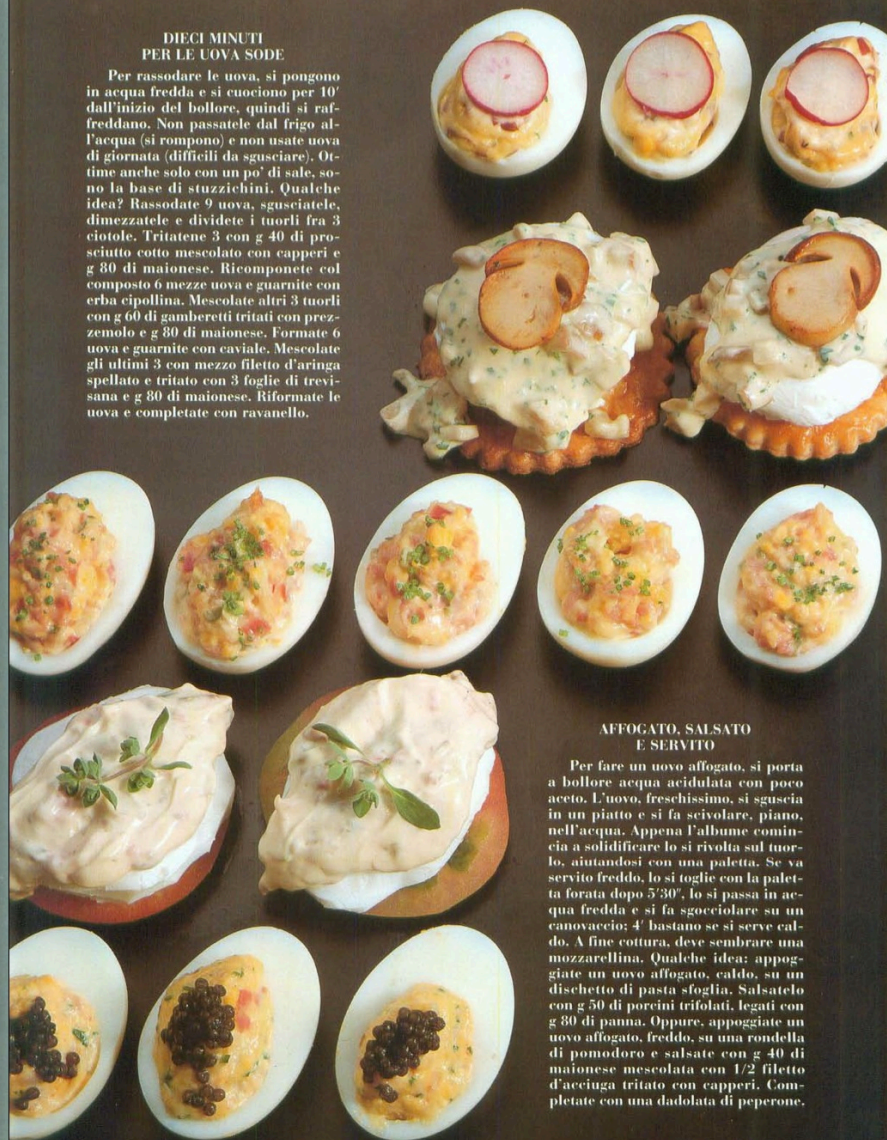 DIECI MINUTI
PER LE UOVA SODE
Per rassodare le uova, si pongono
in acqua fredda e si cuociono per 10'
dall'inizio del bollore, quindi si raf-
freddano. Non passatele dal frigo al-
l'acqua (si rompono) e non usate uova
di giornata (difficili da sgusciare). Ot-
time anche solo con un po' di sale, so-
no la base di stuzzichini. Qualche
idea? Rassodate 9 uova, sgusciatele,
dimezzatele e dividete i tuorli fra 3
ciotole. Tritatene 3 con g 40 di pro-
sciutto cotto mescolato con capperi e
g 80 di maionese. Ricomponete col
composto 6 mezze uova e guarnite con
erba cipollina. Mescolate altri 3 tuorli
con g 60 di gamberetti tritati con prez-
zemolo e g 80 di maionese. Formate 6
uova e guarnite con caviale. Mescolate
gli ultimi 3 con mezzo filetto d'aringa
spellato e tritato con 3 foglie di trevi-
sana e g 80 di maionese. Riformate le
uova e completate con ravanello.
AFFOGATO, SALSATO
E SERVITO
Per fare un uovo affogato, si porta
a bollore acqua acidulata con poco
aceto. L'uovo, freschissimo, si sguscia
in un piatto e si fa scivolare, piano,
nell'acqua. Appena l'albume comin-
cia a solidificare lo si rivolta sul tuor-
lo, aiutandosi con una paletta. Se va
servito freddo, lo si toglie con la palet-
ta forata dopo 5'30", lo si passa in ac-
qua fredda e si fa sgocciolare su un
canovaccio; 4' bastano se si serve cal-
do. A fine cottura, deve sembrare una
mozzarellina. Qualche idea: appog-
giate un uovo affogato, caldo, su un
dischetto di pasta sfoglia. Salsatelo
con g 50 di porcini trifolati, legati con
g 80 di panna. Oppure, appoggiate un
uovo affogato, freddo, su una rondella
di pomodoro e salsate con g 40 di
maionese mescolata con 1/2 filetto
d'acciuga tritato con capperi. Com-
pletate con una dadolata di peperone.